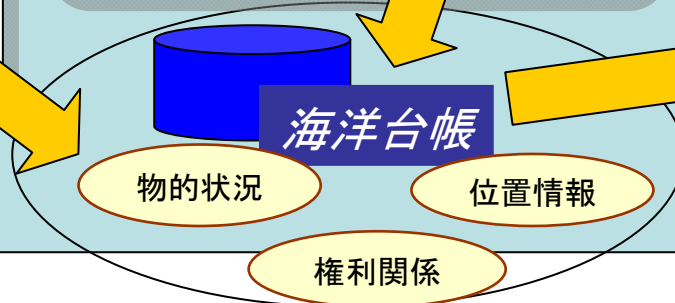 海洋台帳
物的状況
位置情報
権利関係